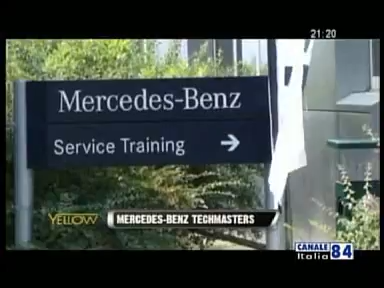 21:20
Mercedes-Benz
Service Training →
YELLOW
MERCEDES-BENZ TECHMASTERS
CANALE
Italia 84